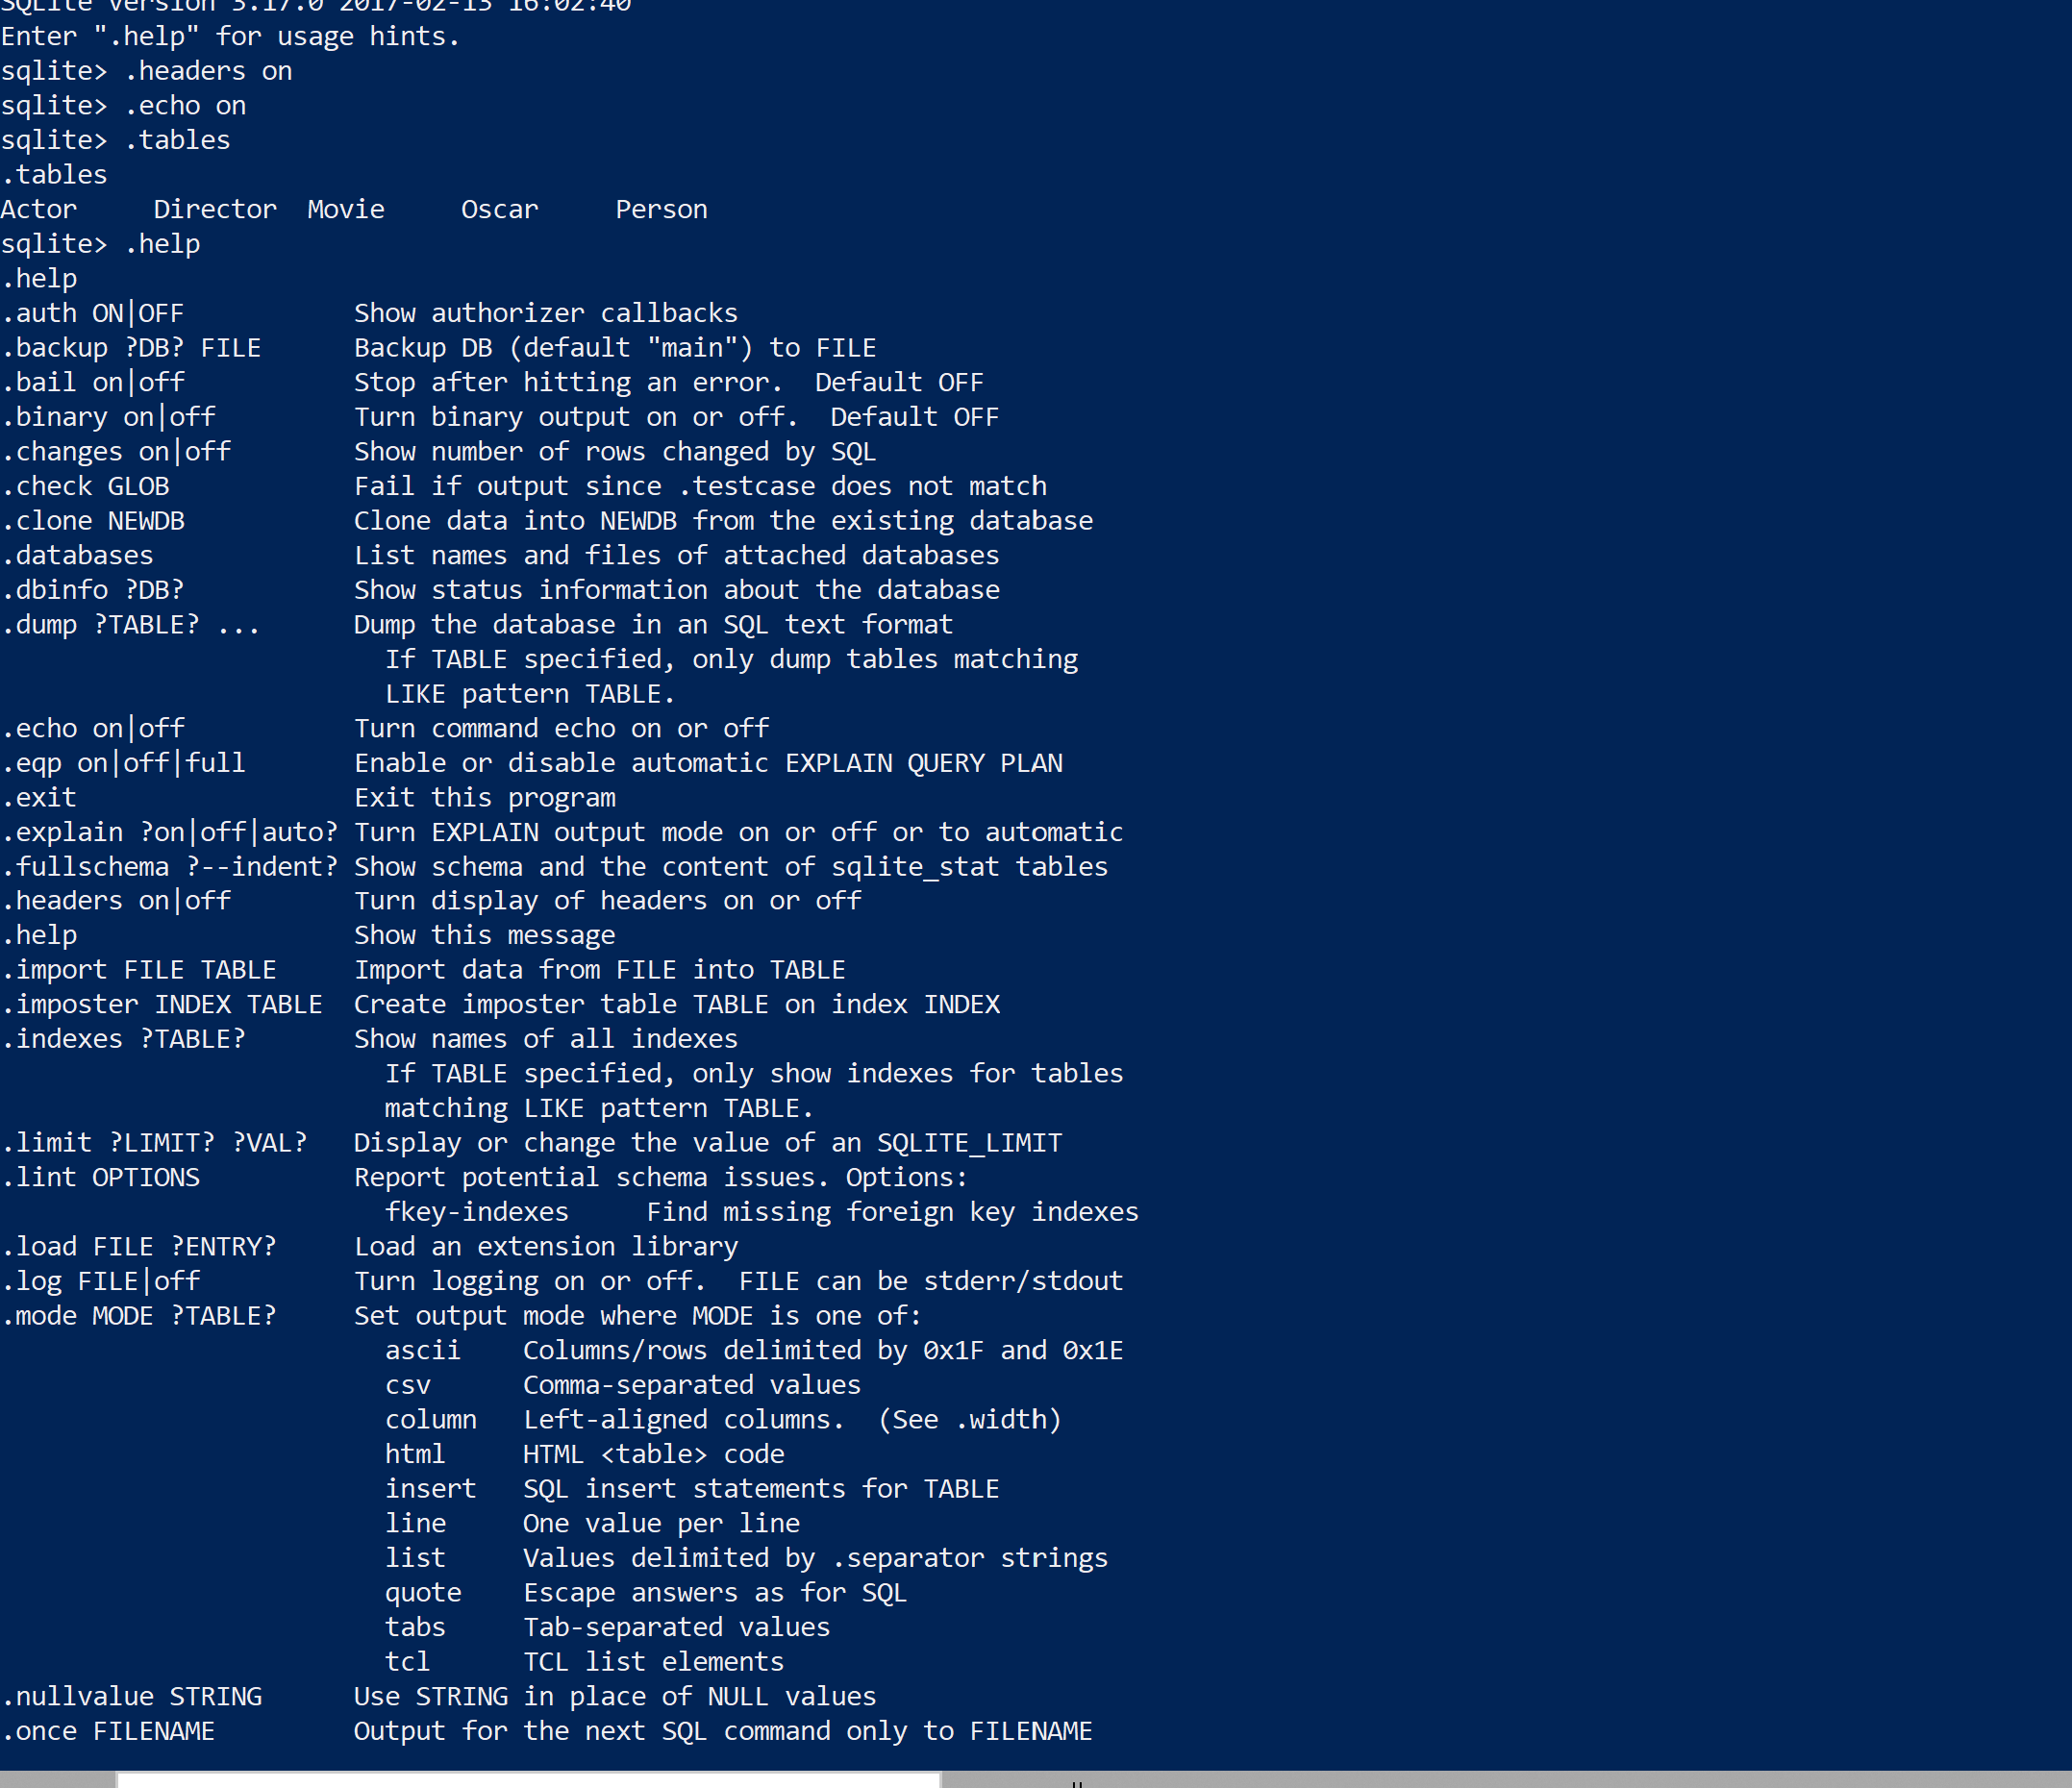 SQLite version 3.17.0 2017-02-13 16:02:40
Enter ".help" for usage hints.
sqlite> .headers on
sqlite> .echo on
sqlite> .tables
.tables
Actor     Director  Movie     Oscar     Person
sqlite> .help
.help
.auth ON|OFF           Show authorizer callbacks
.backup ?DB? FILE      Backup DB (default "main") to FILE
.bail on|off           Stop after hitting an error.  Default OFF
.binary on|off         Turn binary output on or off.  Default OFF
.changes on|off        Show number of rows changed by SQL
.check GLOB            Fail if output since .testcase does not match
.clone NEWDB           Clone data into NEWDB from the existing database
.databases             List names and files of attached databases
.dbinfo ?DB?           Show status information about the database
.dump ?TABLE? ...      Dump the database in an SQL text format
                         If TABLE specified, only dump tables matching
                         LIKE pattern TABLE.
.echo on|off           Turn command echo on or off
.eqp on|off|full       Enable or disable automatic EXPLAIN QUERY PLAN
.exit                  Exit this program
.explain ?on|off|auto? Turn EXPLAIN output mode on or off or to automatic
.fullschema ?--indent? Show schema and the content of sqlite_stat tables
.headers on|off        Turn display of headers on or off
.help                  Show this message
.import FILE TABLE     Import data from FILE into TABLE
.imposter INDEX TABLE  Create imposter table TABLE on index INDEX
.indexes ?TABLE?       Show names of all indexes
                         If TABLE specified, only show indexes for tables
                         matching LIKE pattern TABLE.
.limit ?LIMIT? ?VAL?   Display or change the value of an SQLITE_LIMIT
.lint OPTIONS          Report potential schema issues. Options:
                         fkey-indexes     Find missing foreign key indexes
.load FILE ?ENTRY?     Load an extension library
.log FILE|off          Turn logging on or off.  FILE can be stderr/stdout
.mode MODE ?TABLE?     Set output mode where MODE is one of:
                         ascii    Columns/rows delimited by 0x1F and 0x1E
                         csv      Comma-separated values
                         column   Left-aligned columns.  (See .width)
                         html     HTML <table> code
                         insert   SQL insert statements for TABLE
                         line     One value per line
                         list     Values delimited by .separator strings
                         quote    Escape answers as for SQL
                         tabs     Tab-separated values
                         tcl      TCL list elements
.nullvalue STRING      Use STRING in place of NULL values
.once FILENAME         Output for the next SQL command only to FILENAME